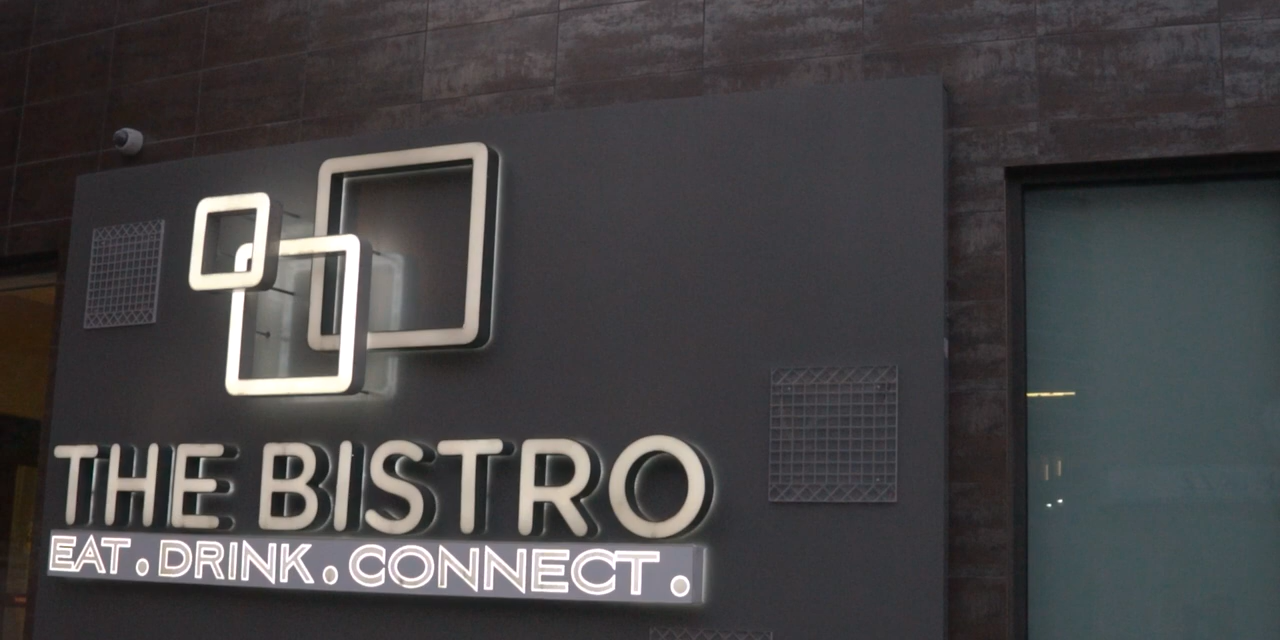 THE BISTRO
EAT . DRINK . CONNECT .